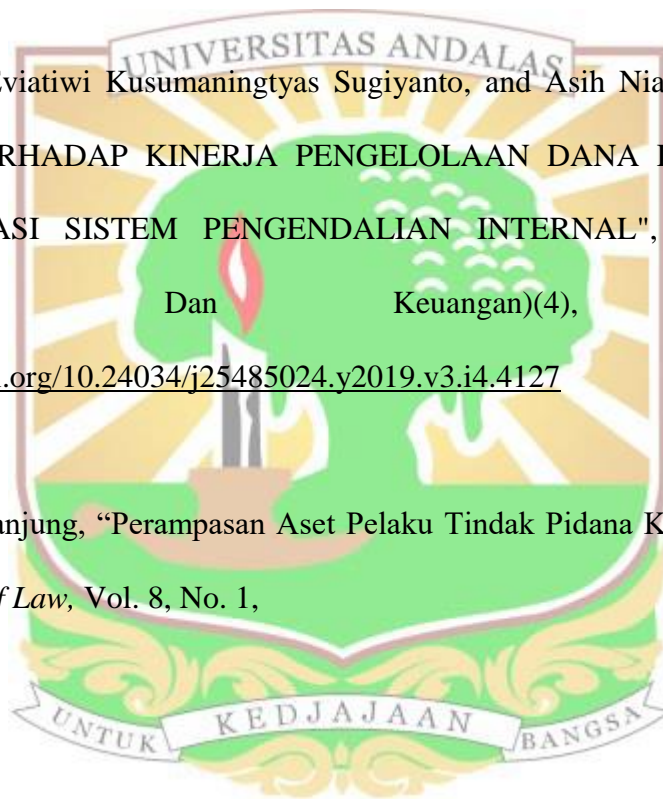 UNIVERSITAS ANDALAS
Eviatiwi Kusumaningtyas Sugiyanto, and Asih Nia
RHADAP KINERJA PENGELOLAAN DANA
ASI SISTEM PENGENDALIAN INTERNAL",
Dan Keuangan)(4),
.org/10.24034/j25485024.y2019.v3.i4.4127
anjung, “Perampasan Aset Pelaku Tindak Pidana K
f Law, Vol. 8, No. 1,
UNTUK KEDJAJAAN BANGSA